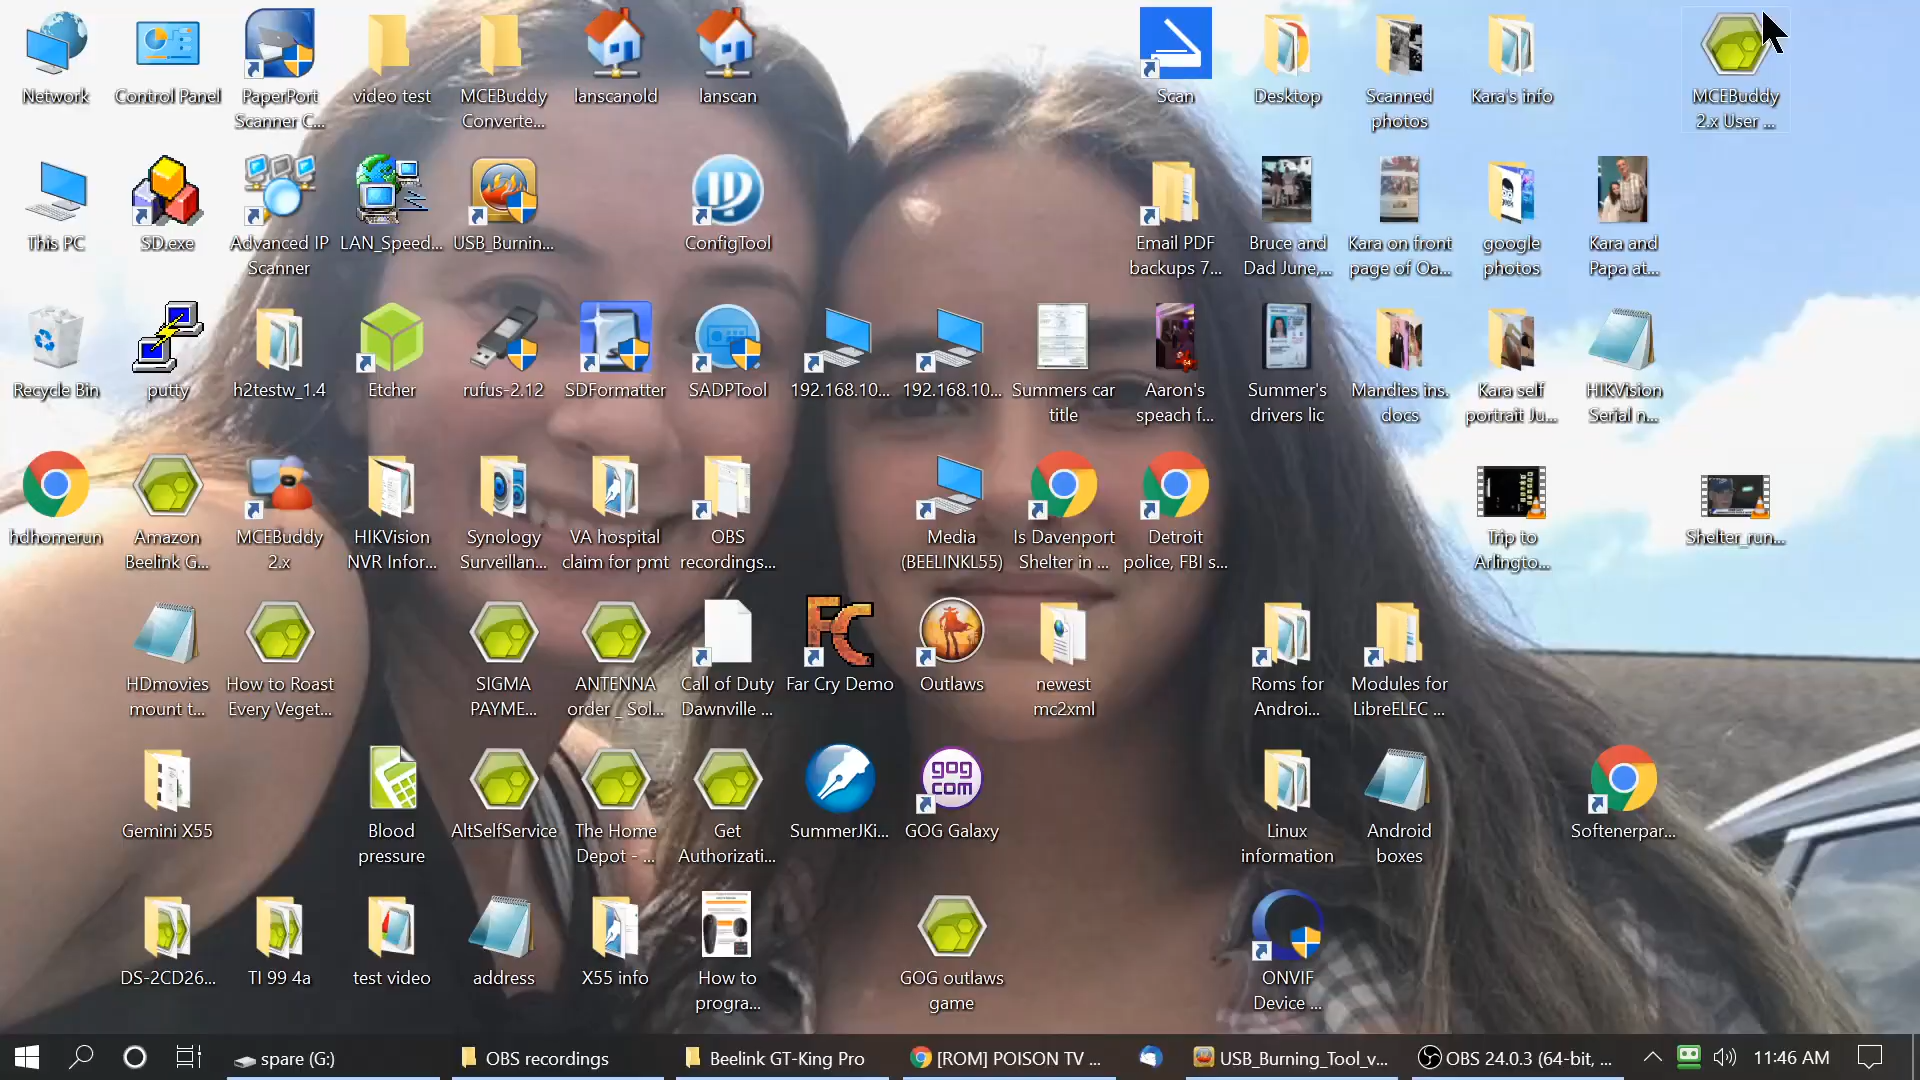 Network
Control Panel
PaperPort
Scanner C...
video test
MCEBuddy
Converte...
lanscanold
lanscan
Scan
Desktop
Scanned
photos
Kara's info
MCEBuddy
2.x User ...
This PC
SD.exe
Advanced IP
Scanner
LAN_Speed...
USB_Burnin...
ConfigTool
Email PDF
backups 7...
Bruce and
Dad June,...
Kara on front
page of Oa...
google
photos
Kara and
Papa at...
Recycle Bin
putty
h2testw_1.4
Etcher
rufus-2.12
SDFormatter
SADPTool
192.168.10...
192.168.10...
Summers car
title
Aaron's
speach f...
Summer's
drivers lic
Mandies ins.
docs
Kara self
portrait Ju...
HIKVision
Serial n...
hdhomerun
Amazon
Beelink G...
MCEBuddy
2.x
HIKVision
NVR Infor...
Synology
Surveillan...
VA hospital
claim for pmt
OBS
recordings...
Media
(BEELINKL55)
Is Davenport
Shelter in ...
Detroit
police, FBI s...
Trip to
Arlingto...
Shelter_run...
HDmovies
mount t...
How to Roast
Every Veget...
SIGMA
PAYME...
ANTENNA
order _ Sol...
Call of Duty
Dawnville ...
FC
Far Cry Demo
Outlaws
newest
mc2xml
Roms for
Androi...
Modules for
LibreELEC ...
Gemini X55
Blood
pressure
AltSelfService
The Home
Depot - ...
Get
Authorizati...
SummerJKi...
gog
com
GOG Galaxy
Linux
information
Android
boxes
Softenerpar...
DS-2CD26...
TI 99 4a
test video
address
X55 info
How to
progra...
GOG outlaws
game
ONVIF
Device ...
spare (G:)
OBS recordings
Beelink GT-King Pro
[ROM] POISON TV ...
USB_Burning_Tool_v...
OBS 24.0.3 (64-bit, ...
11:46 AM